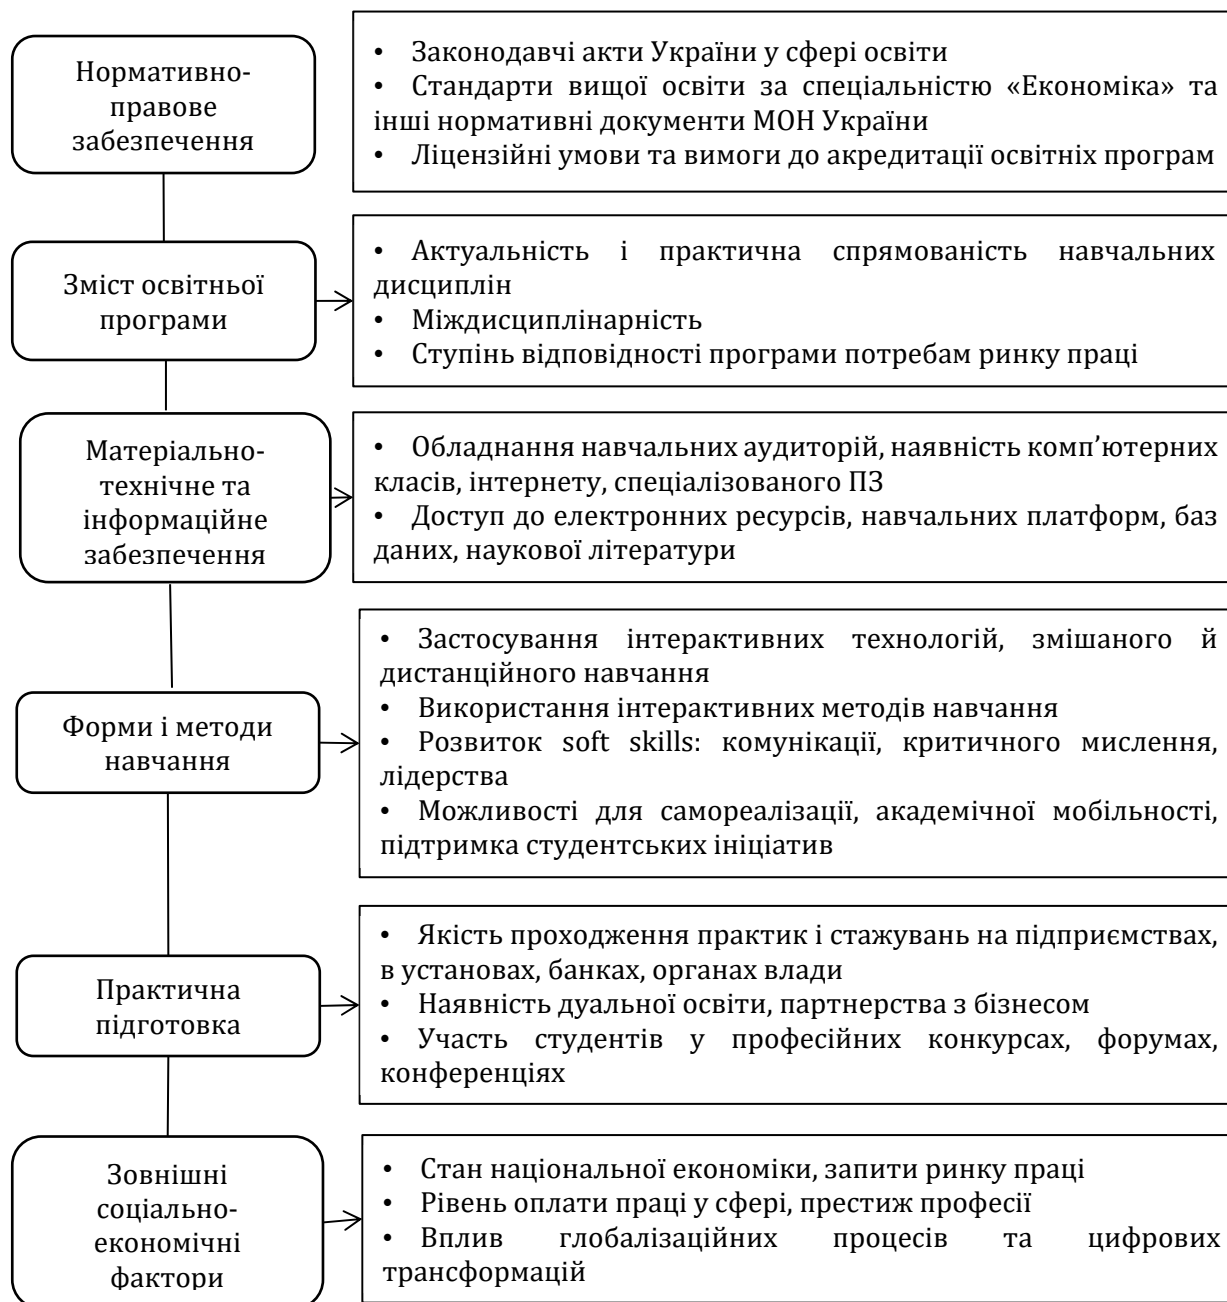 Нормативно-
правове
забезпечення
• Законодавчі акти України у сфері освіти
• Стандарти вищої освіти за спеціальністю «Економіка» та
інші нормативні документи МОН України
• Ліцензійні умови та вимоги до акредитації освітніх програм
Зміст освітньої
програми
• Актуальність і практична спрямованість навчальних
дисциплін
• Міждисциплінарність
• Ступінь відповідності програми потребам ринку праці
Матеріально-
технічне та
інформаційне
забезпечення
• Обладнання навчальних аудиторій, наявність комп’ютерних
класів, інтернету, спеціалізованого ПЗ
• Доступ до електронних ресурсів, навчальних платформ, баз
даних, наукової літератури
Форми і методи
навчання
• Застосування інтерактивних технологій, змішаного й
дистанційного навчання
• Використання інтерактивних методів навчання
• Розвиток soft skills: комунікації, критичного мислення,
лідерства
• Можливості для самореалізації, академічної мобільності,
підтримка студентських ініціатив
Практична
підготовка
• Якість проходження практик і стажувань на підприємствах,
в установах, банках, органах влади
• Наявність дуальної освіти, партнерства з бізнесом
• Участь студентів у професійних конкурсах, форумах,
конференціях
Зовнішні
соціально-
економічні
фактори
• Стан національної економіки, запити ринку праці
• Рівень оплати праці у сфері, престиж професії
• Вплив глобалізаційних процесів та цифрових
трансформацій